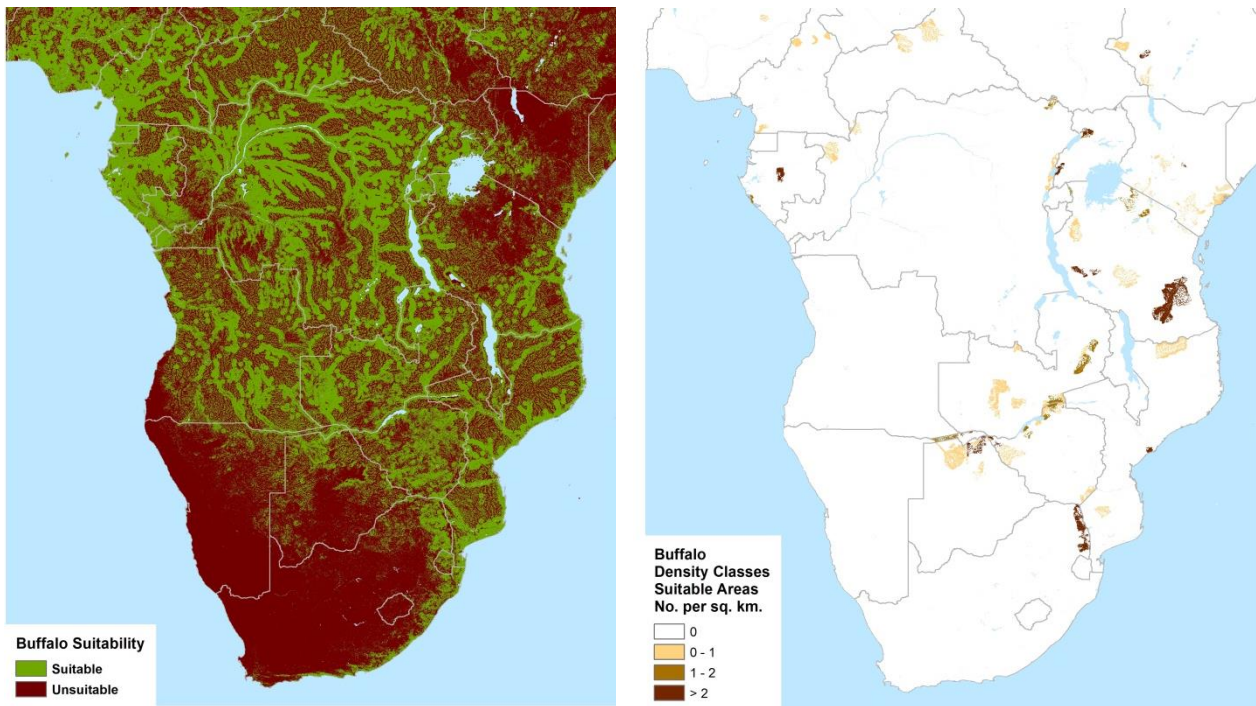 Buffalo Suitability
Suitable
Unsuitable
Buffalo
Density Classes
Suitable Areas
No. per sq. km.
0
0 - 1
1 - 2
> 2